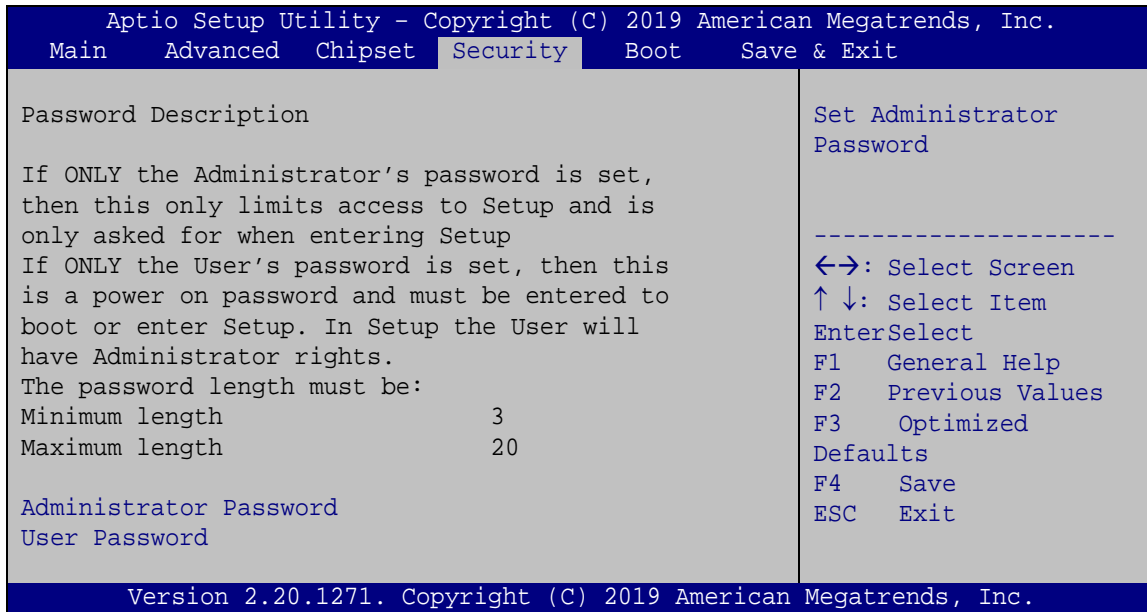 Aptio Setup Utility – Copyright (C) 2019 American Megatrends, Inc.
Main Advanced Chipset Security Boot Save & Exit
Password Description
If ONLY the Administrator’s password is set,
then this only limits access to Setup and is
only asked for when entering Setup
If ONLY the User’s password is set, then this
is a power on password and must be entered to
boot or enter Setup. In Setup the User will
have Administrator rights.
The password length must be:
Minimum length 3
Maximum length 20
Administrator Password
User Password
Set Administrator
Password
---------------------
←→: Select Screen
↑ ↓: Select Item
EnterSelect
F1 General Help
F2 Previous Values
F3 Optimized
Defaults
F4 Save
ESC Exit
Version 2.20.1271. Copyright (C) 2019 American Megatrends, Inc.